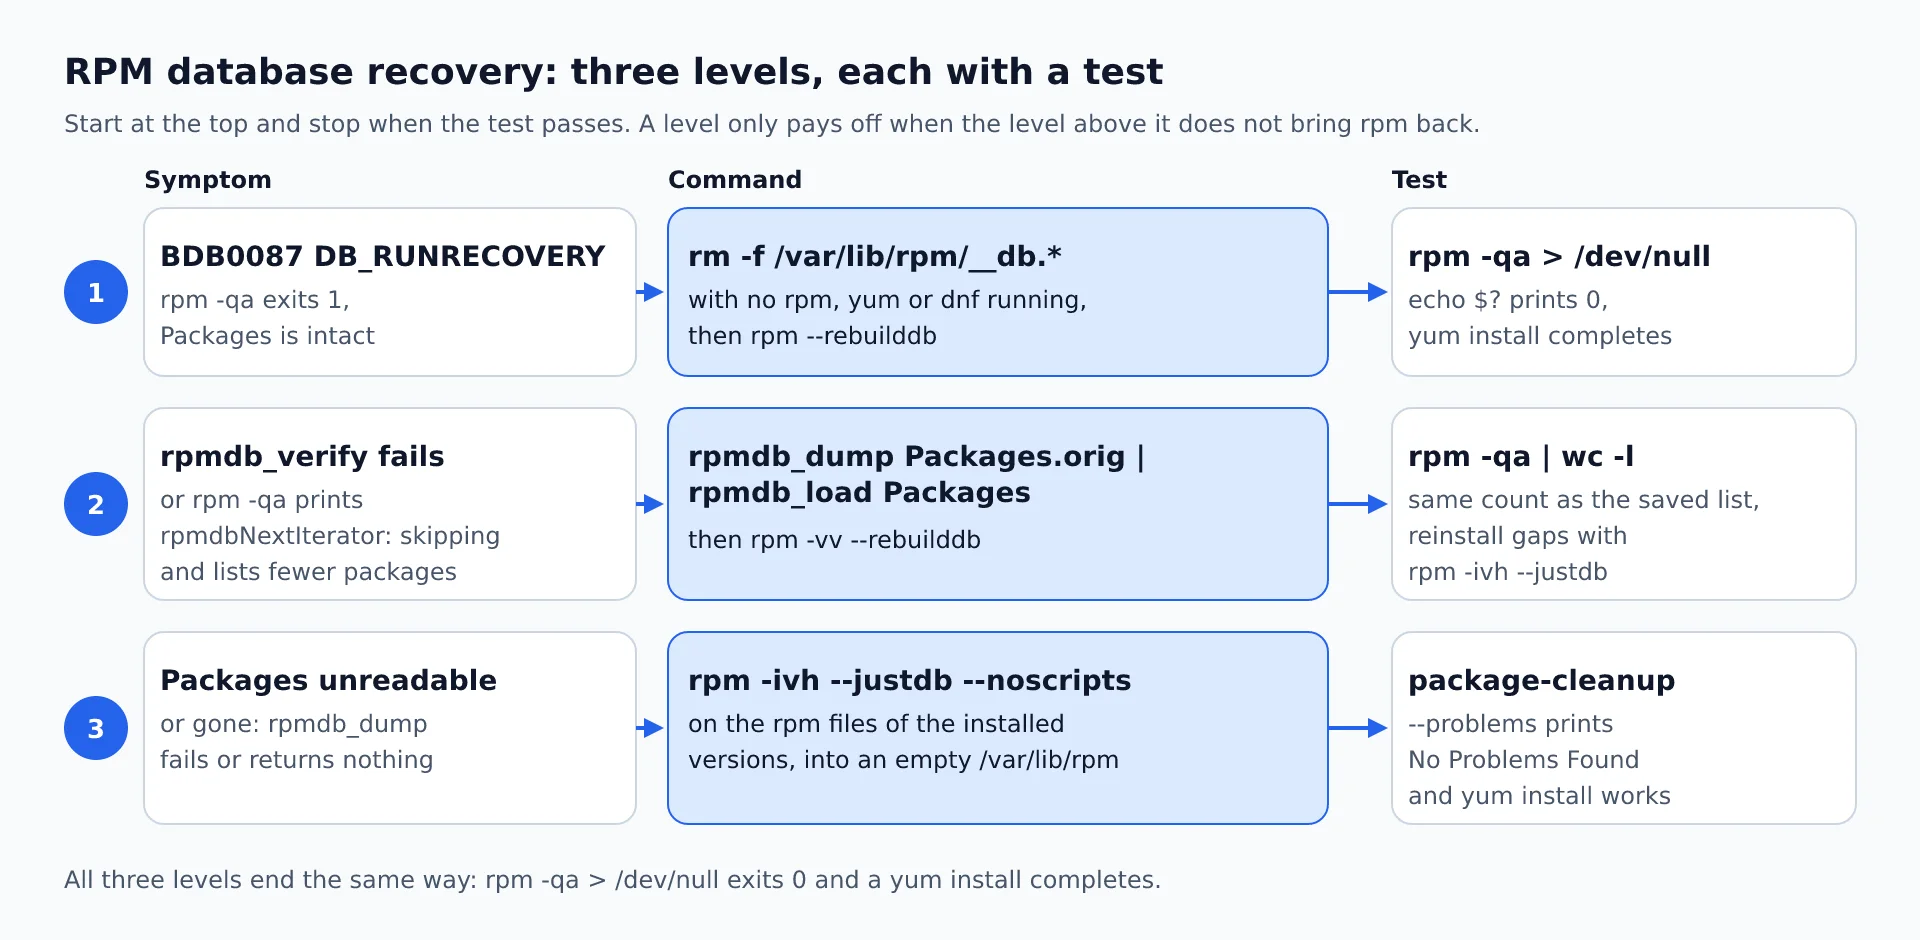 RPM database recovery: three levels, each with a test
Start at the top and stop when the test passes. A level only pays off when the level above it does not bring rpm back.
Symptom
Command
Test
1
BDB0087 DB_RUNRECOVERY
rpm -qa exits 1,
Packages is intact
rm -f /var/lib/rpm/__db.*
with no rpm, yum or dnf running,
then rpm --rebuilddb
rpm -qa > /dev/null
echo $? prints 0,
yum install completes
2
rpmdb_verify fails
or rpm -qa prints
rpmdbNextIterator: skipping
and lists fewer packages
rpmdb_dump Packages.orig |
rpmdb_load Packages
then rpm -vv --rebuilddb
rpm -qa | wc -l
same count as the saved list,
reinstall gaps with
rpm -ivh --justdb
3
Packages unreadable
or gone: rpmdb_dump
fails or returns nothing
rpm -ivh --justdb --noscripts
on the rpm files of the installed
versions, into an empty /var/lib/rpm
package-cleanup
--problems prints
No Problems Found
and yum install works
All three levels end the same way: rpm -qa > /dev/null exits 0 and a yum install completes.